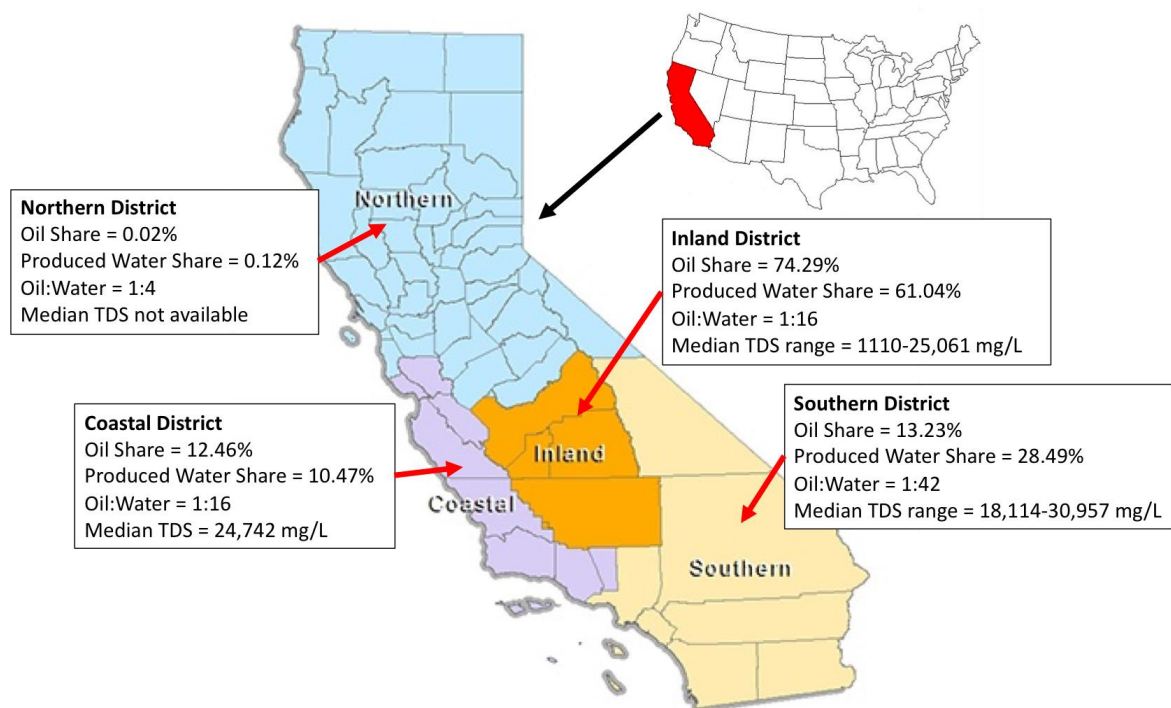 Northern
Northern District
Oil Share = 0.02%
Produced Water Share = 0.12%
Oil:Water = 1:4
Median TDS not available
Inland District
Oil Share = 74.29%
Produced Water Share = 61.04%
Oil:Water = 1:16
Median TDS range = 1110-25,061 mg/L
Coastal District
Oil Share = 12.46%
Produced Water Share = 10.47%
Oil:Water = 1:16
Median TDS = 24,742 mg/L
Southern District
Oil Share = 13.23%
Produced Water Share = 28.49%
Oil:Water = 1:42
Median TDS range = 18,114-30,957 mg/L
Inland
Coastal
Southern